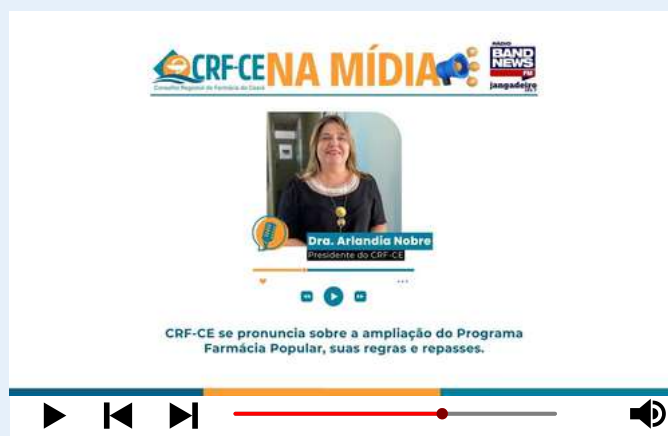 CRF-CE NA MÍDIA
Conselho Regional de Farmácia do Ceará
RÁDIO
BAND
NEWS
FM
jangadeiro
Dra. Arlandia Nobre
Presidente do CRF-CE
CRF-CE se pronuncia sobre a ampliação do Programa
Farmácia Popular, suas regras e repasses.